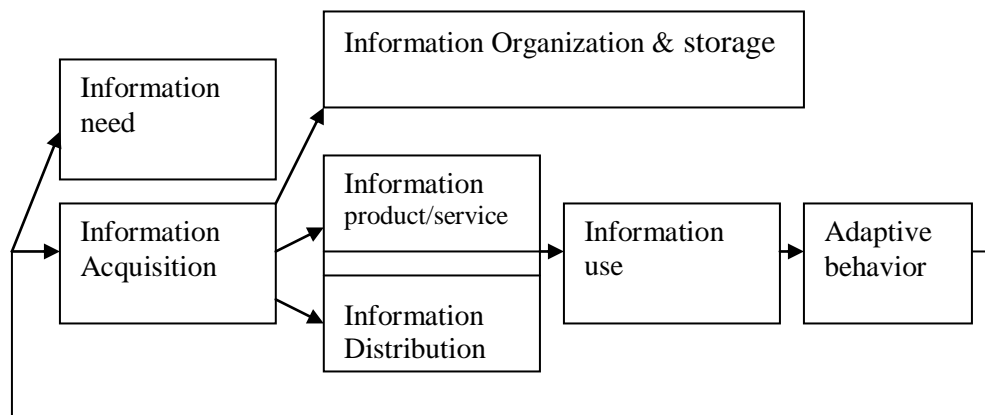 Information Organization & storage
Information
need
Information
product/service
Information
Acquisition
Information
use
Adaptive
behavior
Information
Distribution